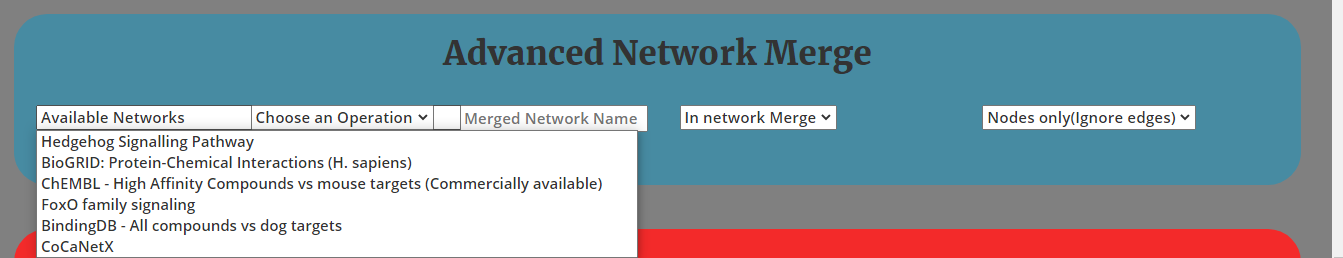 Advanced Network Merge
Available Networks Choose an Operation Merged Network Name In network Merge Nodes only(Ignore edges)
Hedgehog Signalling Pathway
BioGRID: Protein-Chemical Interactions (H. sapiens)
ChEMBL - High Affinity Compounds vs mouse targets (Commercially available)
FoxO family signaling
BindingDB - All compounds vs dog targets
CoCaNetX